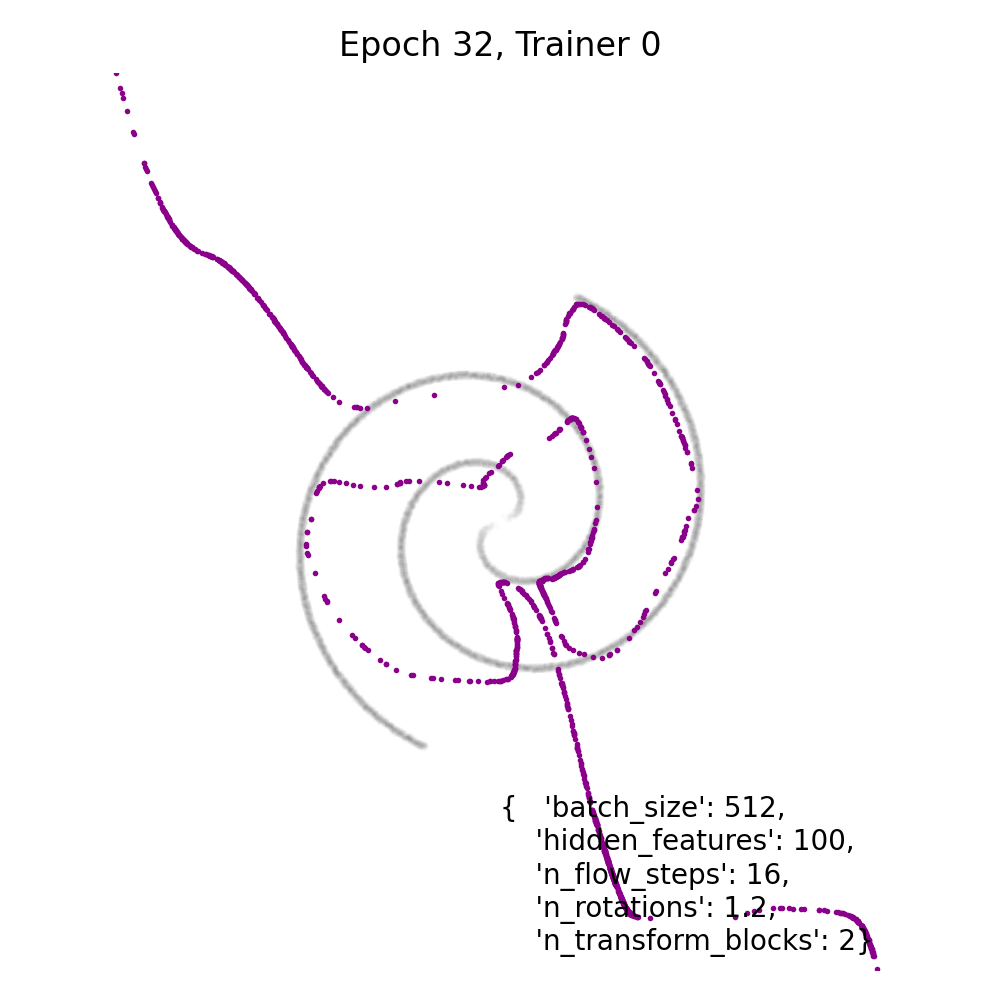 Epoch 32, Trainer 0
{ 'batch_size': 512,
'hidden_features': 100,
'n_flow_steps': 16,
'n_rotations': 1.2,
'n_transform_blocks': 2}